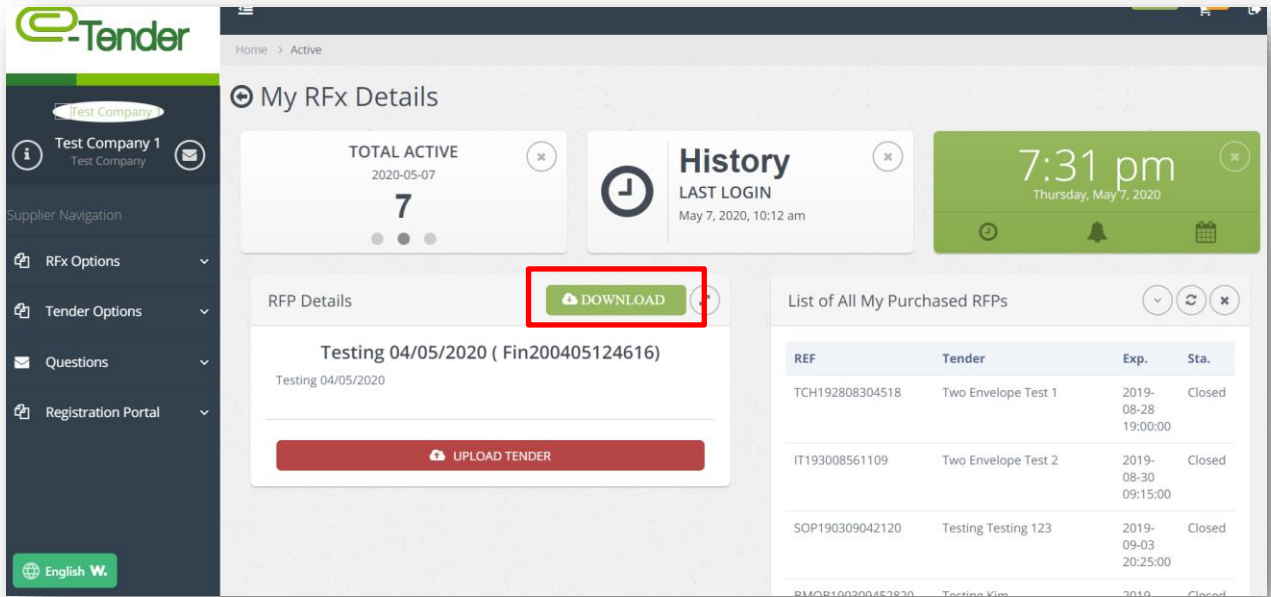 e-Tender
Home > Active
My RFx Details
Test Company 1
Test Company 1
Test Company
Supplier Navigation
RFx Options
Tender Options
Questions
Registration Portal
English W.
TOTAL ACTIVE
2020-05-07
7
History
LAST LOGIN
May 7, 2020, 10:12 am
7:31 pm
Thursday, May 7, 2020
RFP Details
DOWNLOAD
Testing 04/05/2020 ( Fin200405124616)
Testing 04/05/2020
UPLOAD TENDER
List of All My Purchased RFPs
REF Tender Exp. Sta.
TCH192808304518 Two Envelope Test 1 2019- Closed
08-28
19:00:00
IT193008561109 Two Envelope Test 2 2019- Closed
08-30
09:15:00
SOP190309042120 Testing Testing 123 2019- Closed
09-03
20:25:00
BMOB190309452820 Testing Kim 2019- Closed